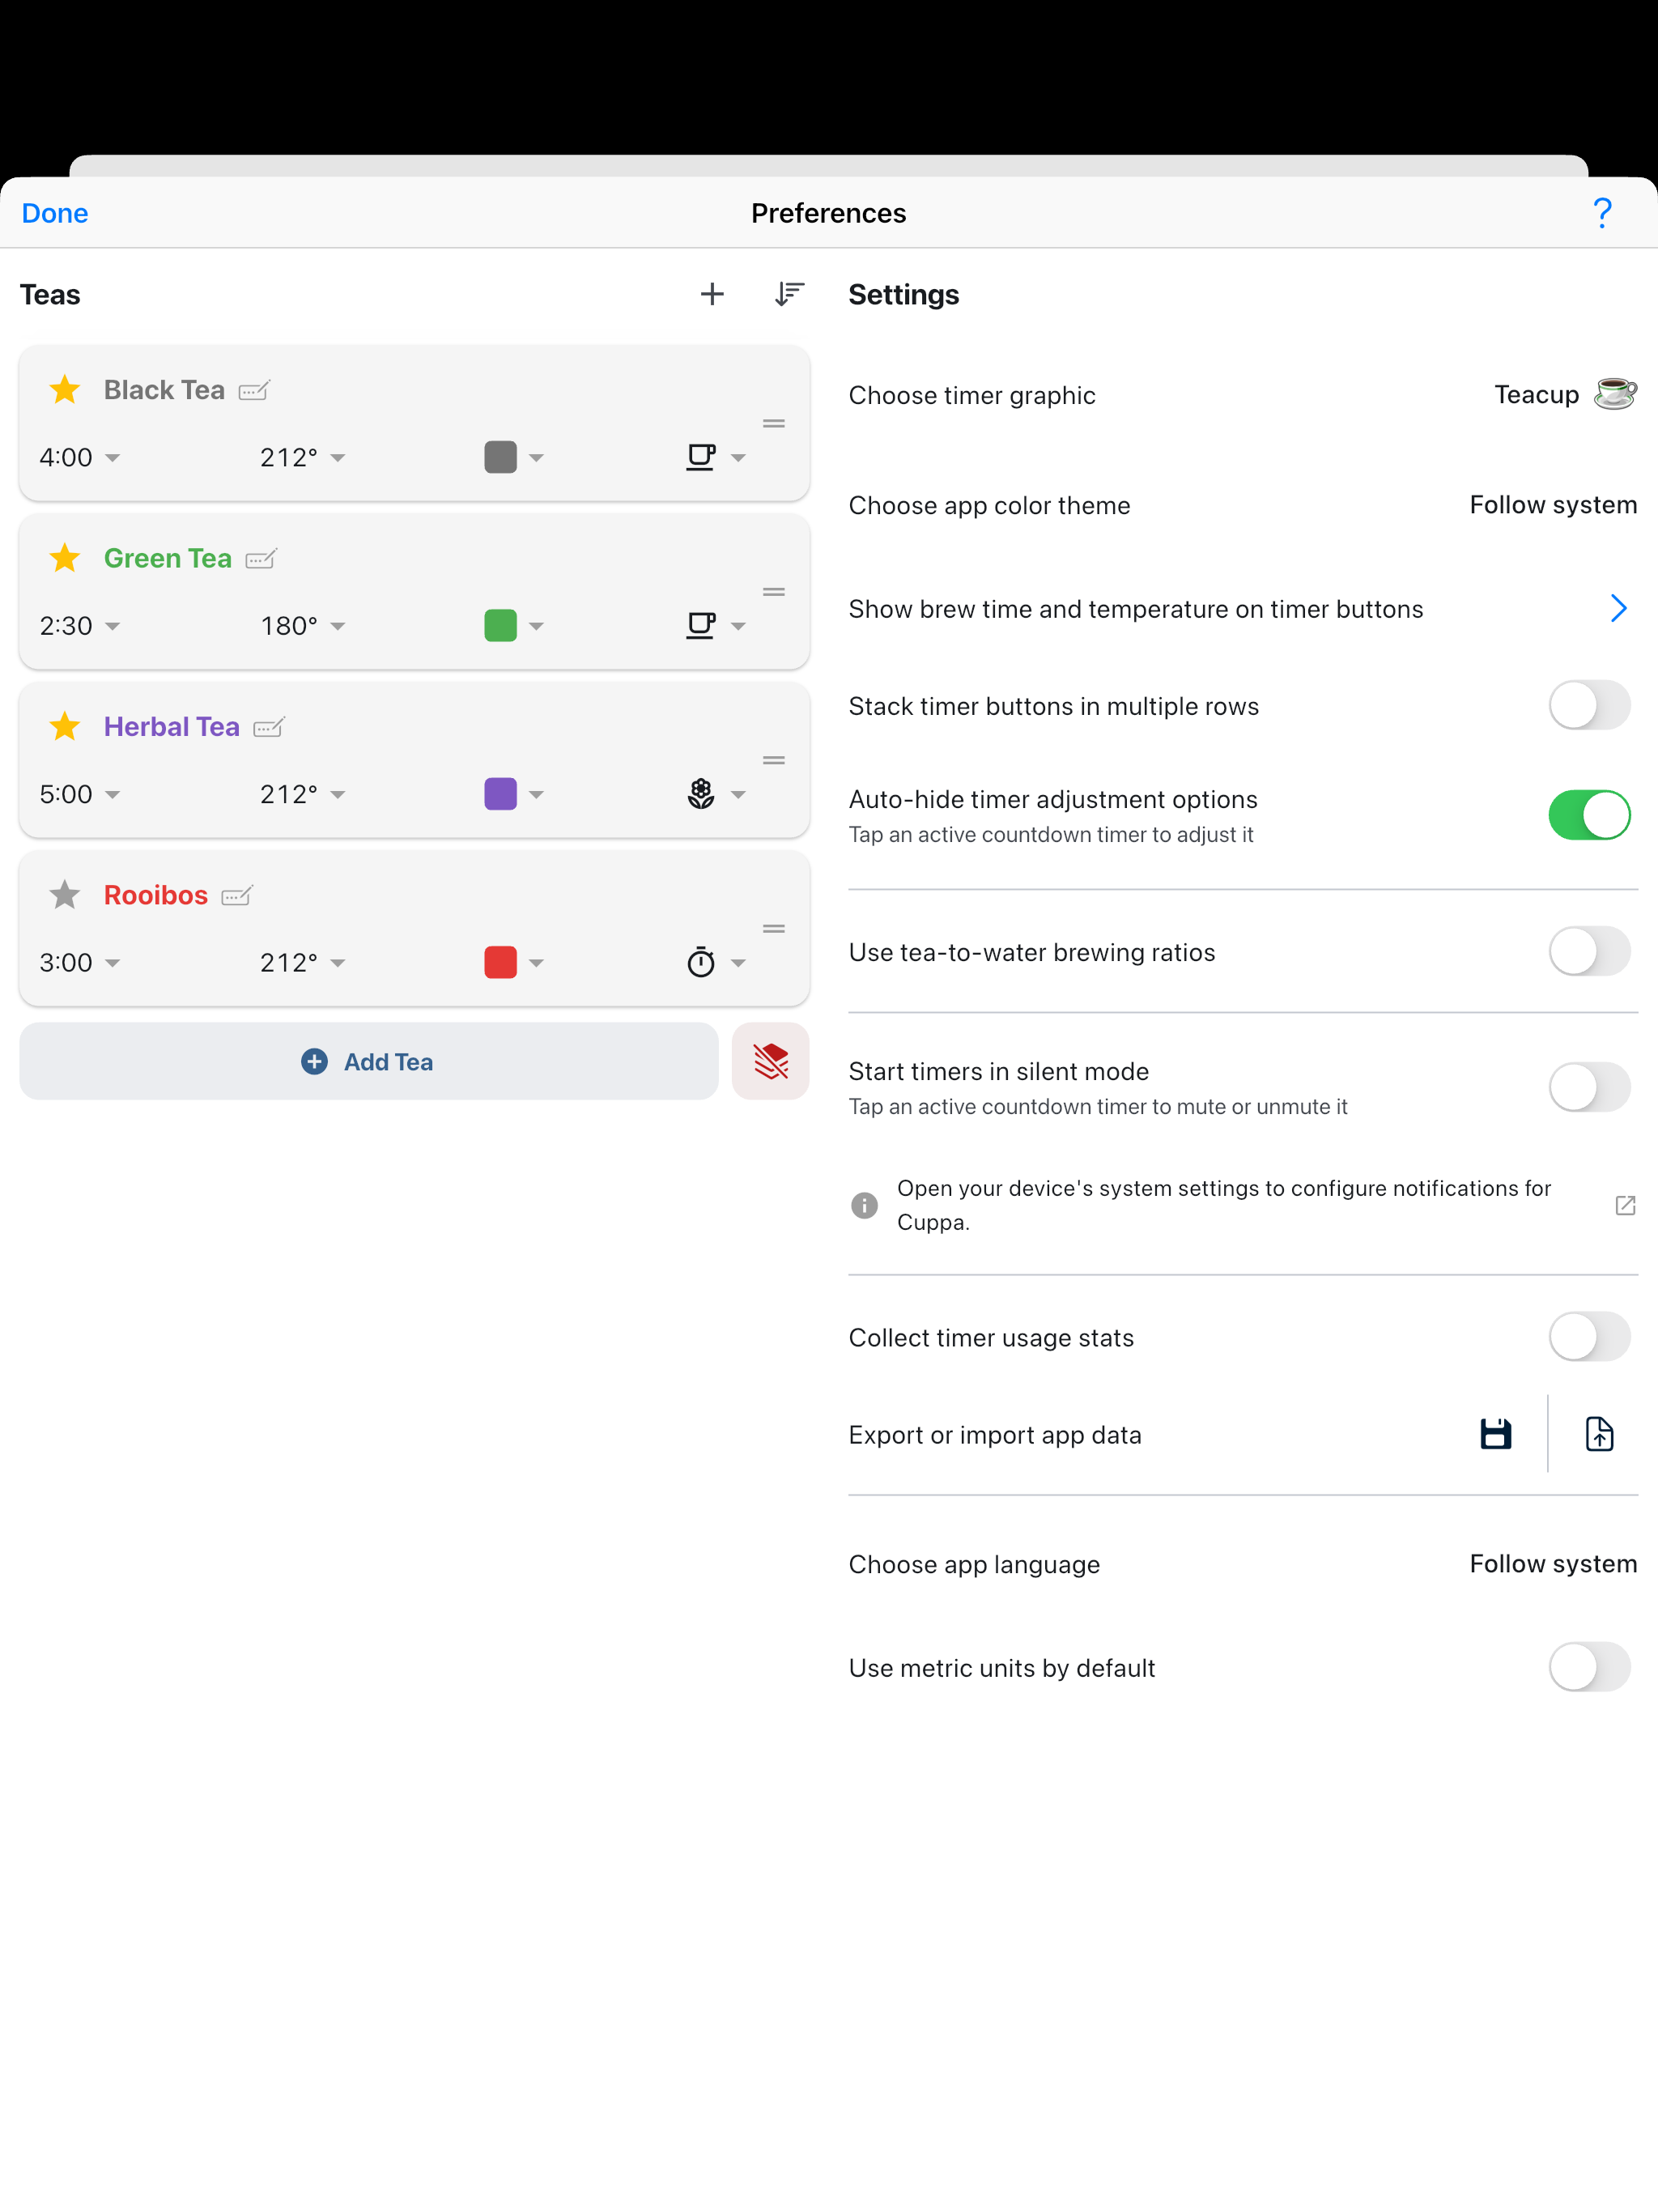 Done
Preferences
?
Teas
Black Tea
4:00
212°
Green Tea
2:30
180°
Herbal Tea
5:00
212°
Rooibos
3:00
212°
Add Tea
Settings
Choose timer graphic
Teacup
Choose app color theme
Follow system
Show brew time and temperature on timer buttons
Stack timer buttons in multiple rows
Auto-hide timer adjustment options
Tap an active countdown timer to adjust it
Use tea-to-water brewing ratios
Start timers in silent mode
Tap an active countdown timer to mute or unmute it
Open your device's system settings to configure notifications for
Cuppa.
Collect timer usage stats
Export or import app data
Choose app language
Follow system
Use metric units by default